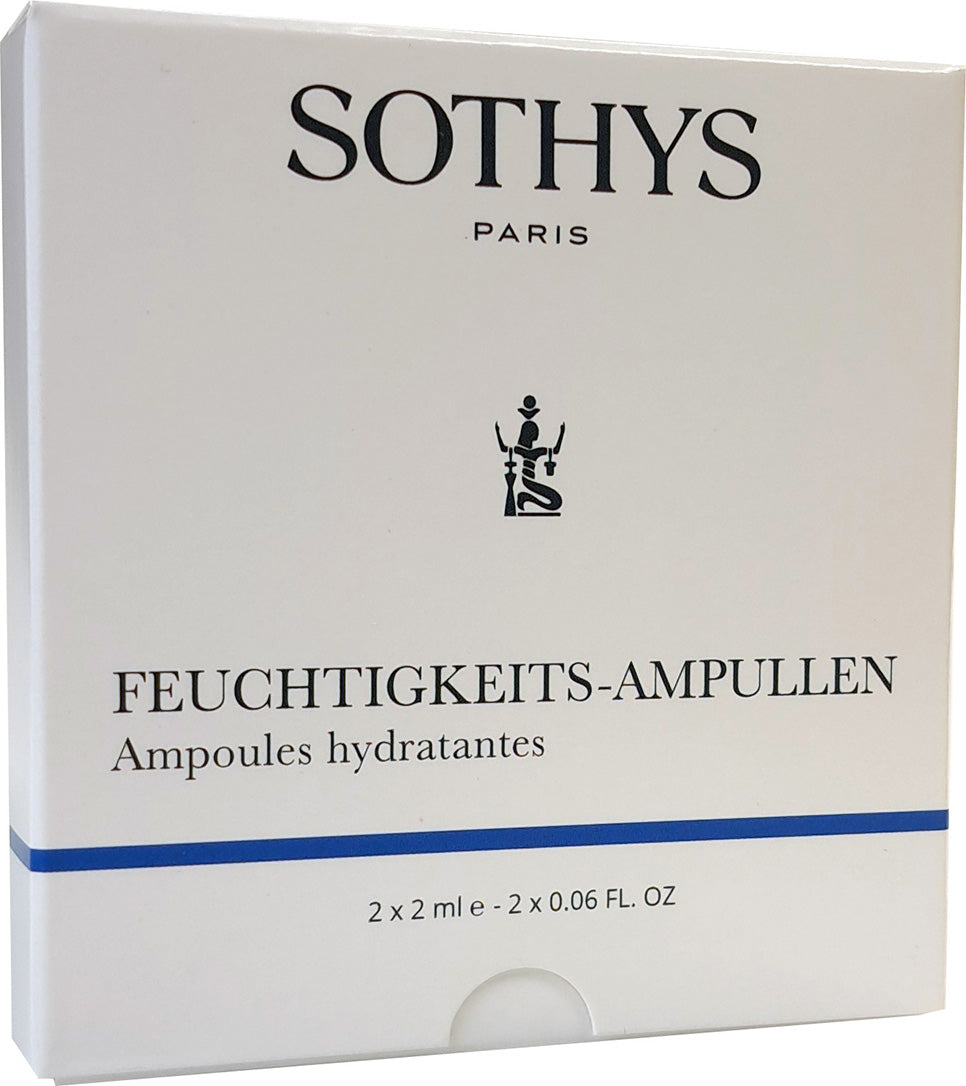 SOTHYS
PARIS
FEUCHTIGKEITS-AMPULLEN
Ampoules hydratantes
2 x 2 ml e - 2 x 0.06 FL. OZ